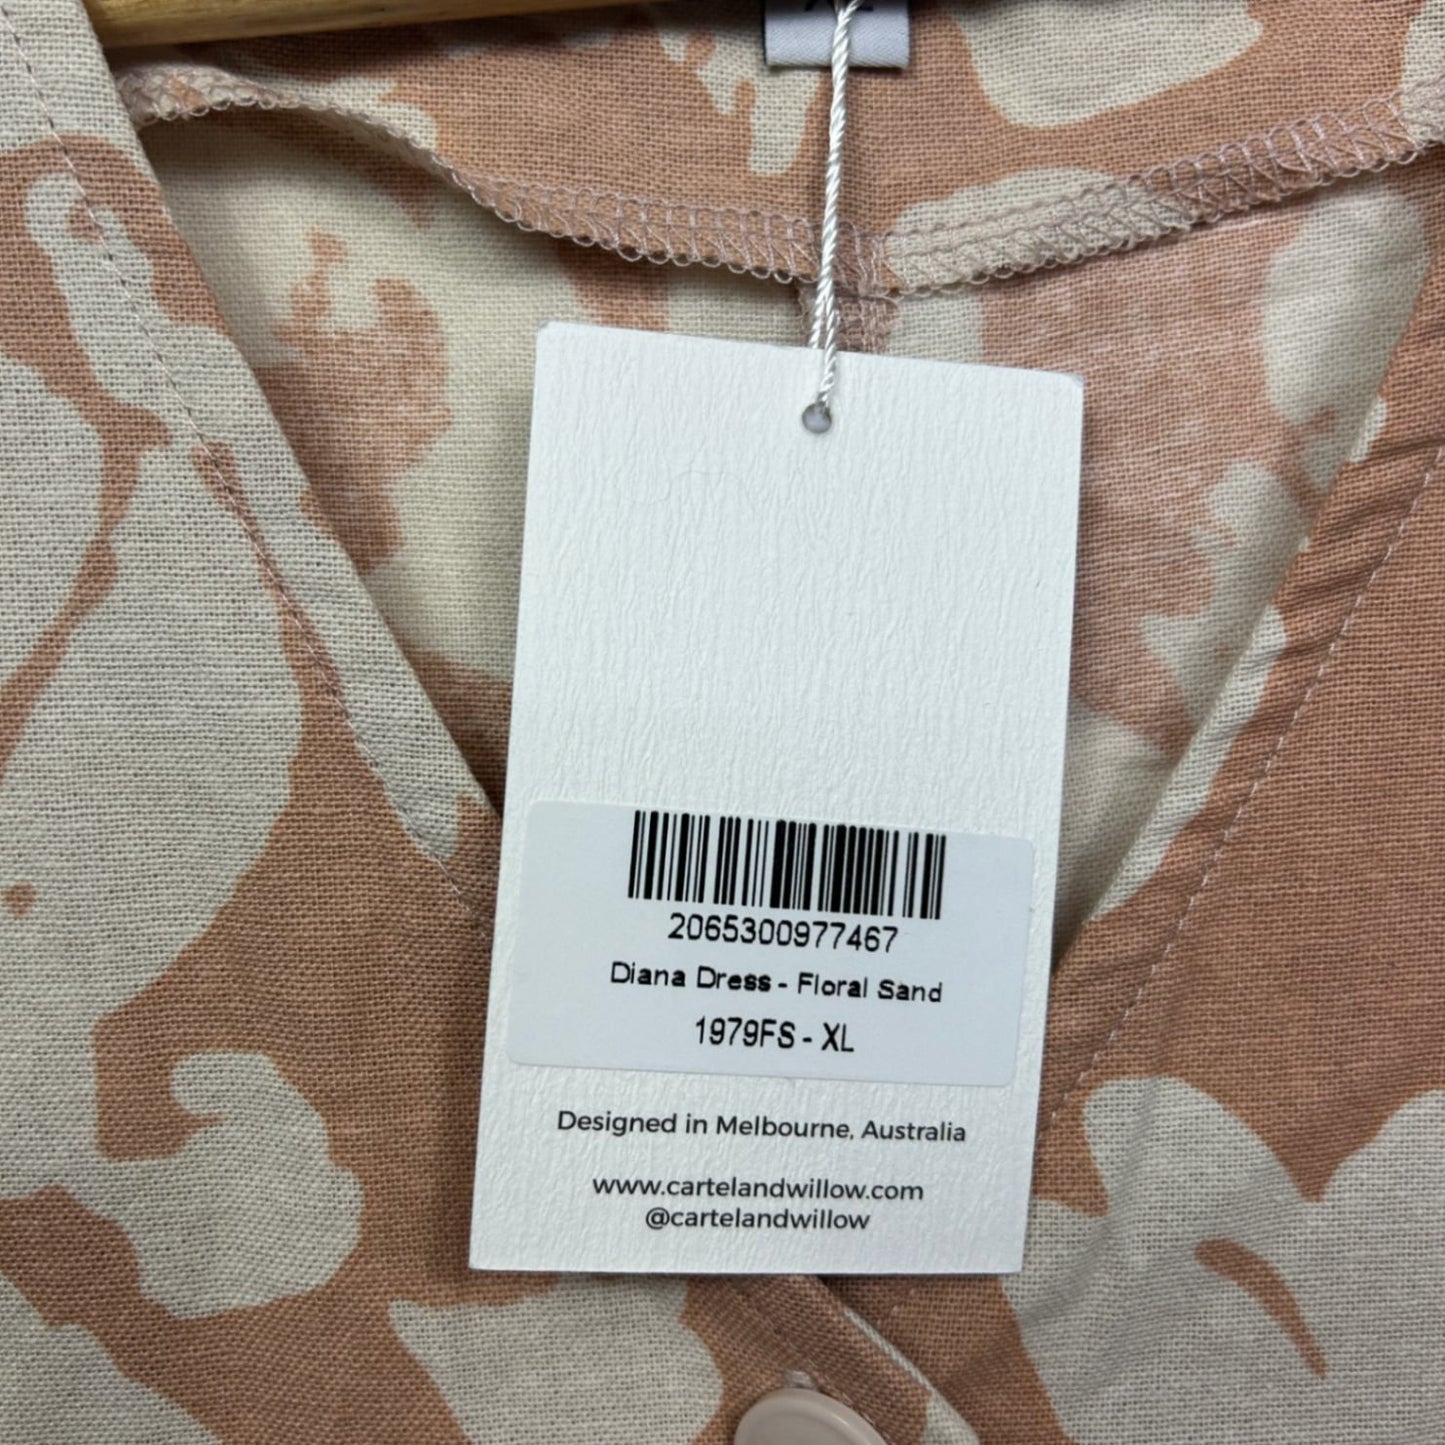 2065300977467
Diana Dress - Floral Sand
1979FS - XL
Designed in Melbourne, Australia
www.cartelandwillow.com
@cartelandwillow